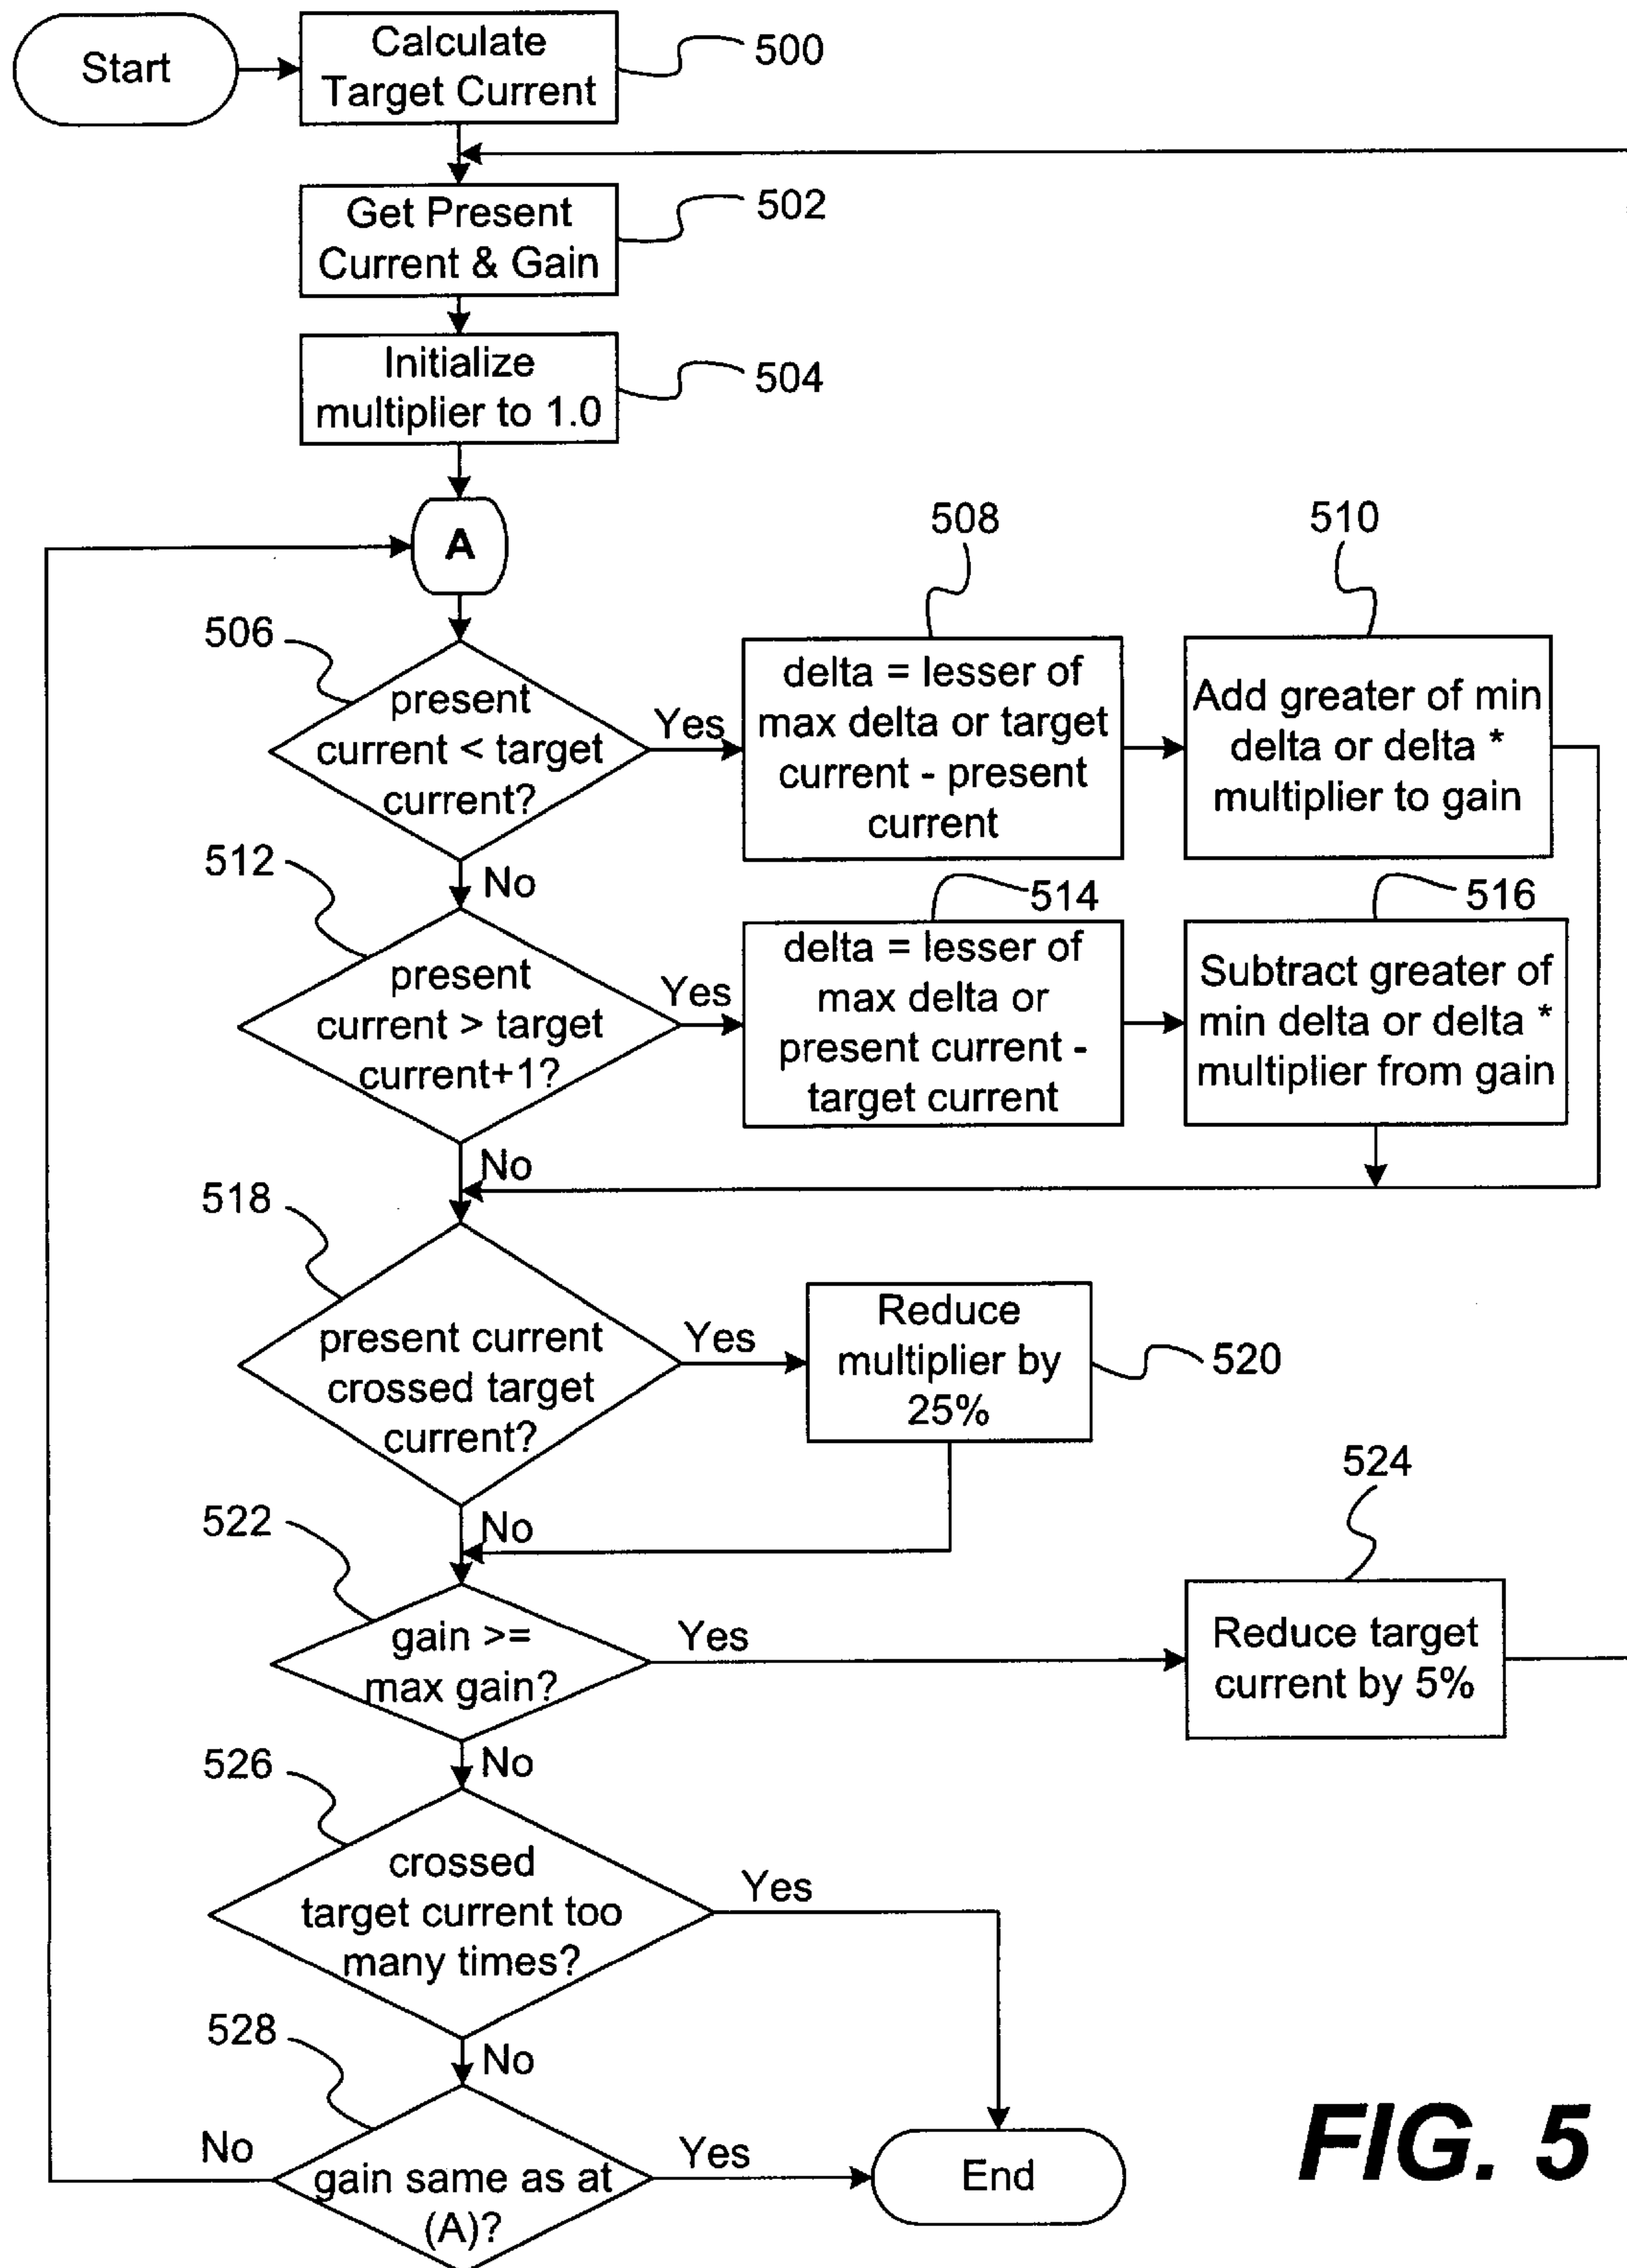 Start
Calculate
Target Current
500
Get Present
Current & Gain
502
Initialize
multiplier to 1.0
504
A
506
present
current < target
current?
Yes
508
delta = lesser of
max delta or target
current - present
current
510
Add greater of min
delta or delta *
multiplier to gain
No
512
present
current > target
current+1?
Yes
514
delta = lesser of
max delta or
present current -
target current
516
Subtract greater of
min delta or delta *
multiplier from gain
No
518
present current
crossed target
current?
Yes
Reduce
multiplier by
25%
520
No
522
gain >=
max gain?
Yes
524
Reduce target
current by 5%
No
526
crossed
target current too
many times?
Yes
No
528
gain same as at
(A)?
No
Yes
End
FIG. 5